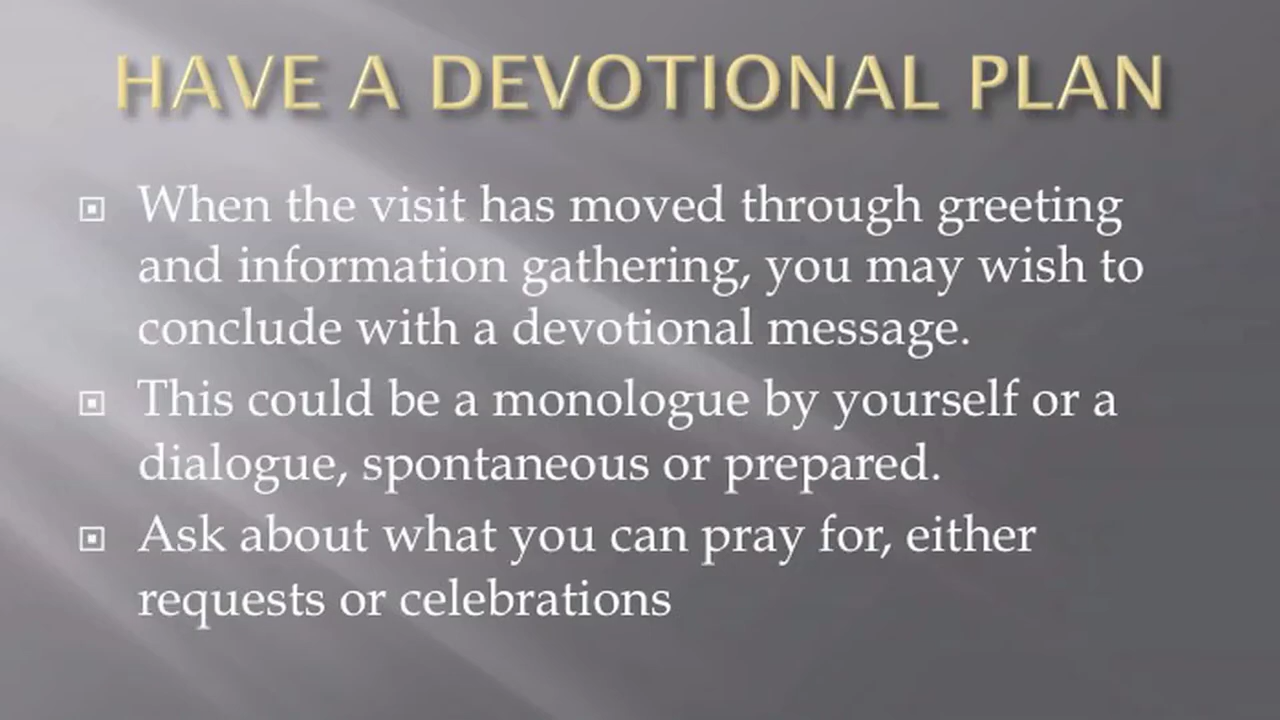 HAVE A DEVOTIONAL PLAN
When the visit has moved through greeting
and information gathering, you may wish to
conclude with a devotional message.
This could be a monologue by yourself or a
dialogue, spontaneous or prepared.
Ask about what you can pray for, either
requests or celebrations